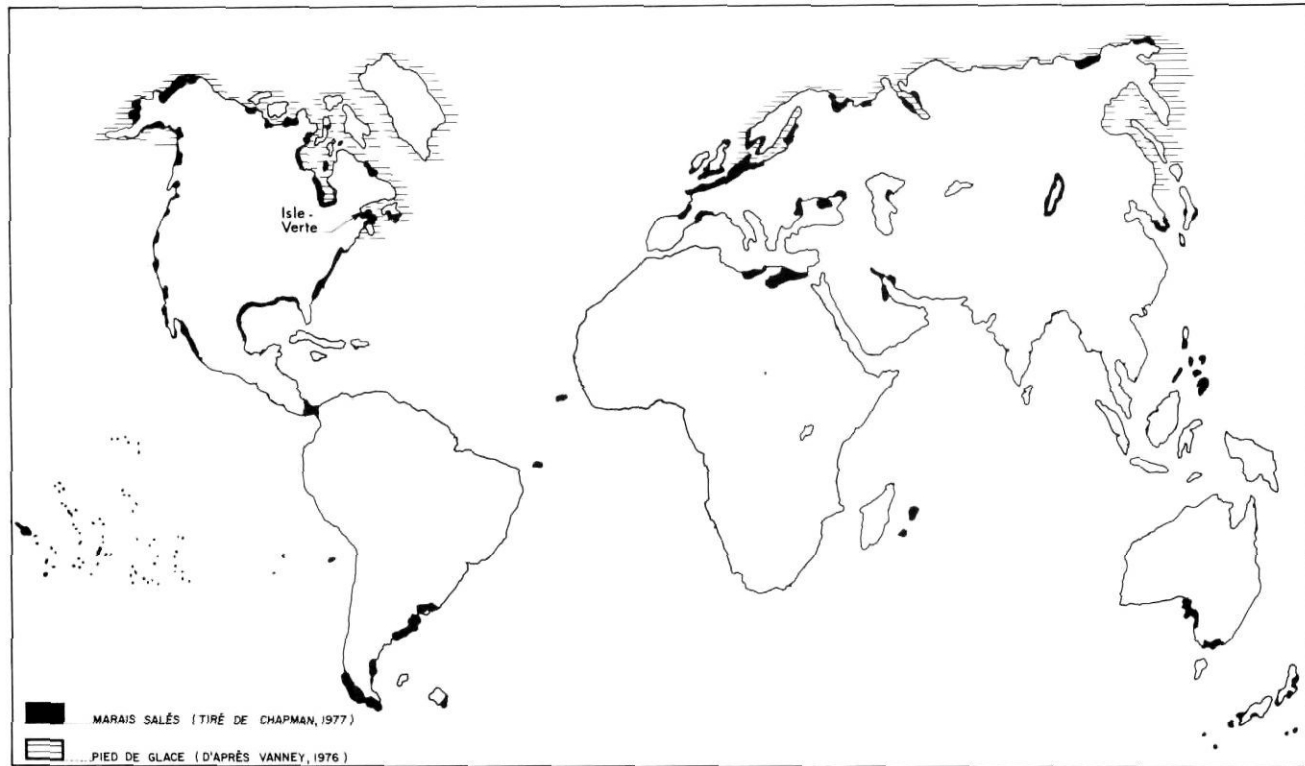 Isle-
Verte
MARAIS SALÉS (TIRÉ DE CHAPMAN, 1977)
PIED DE GLACE (D'APRÈS VANNEY, 1976)